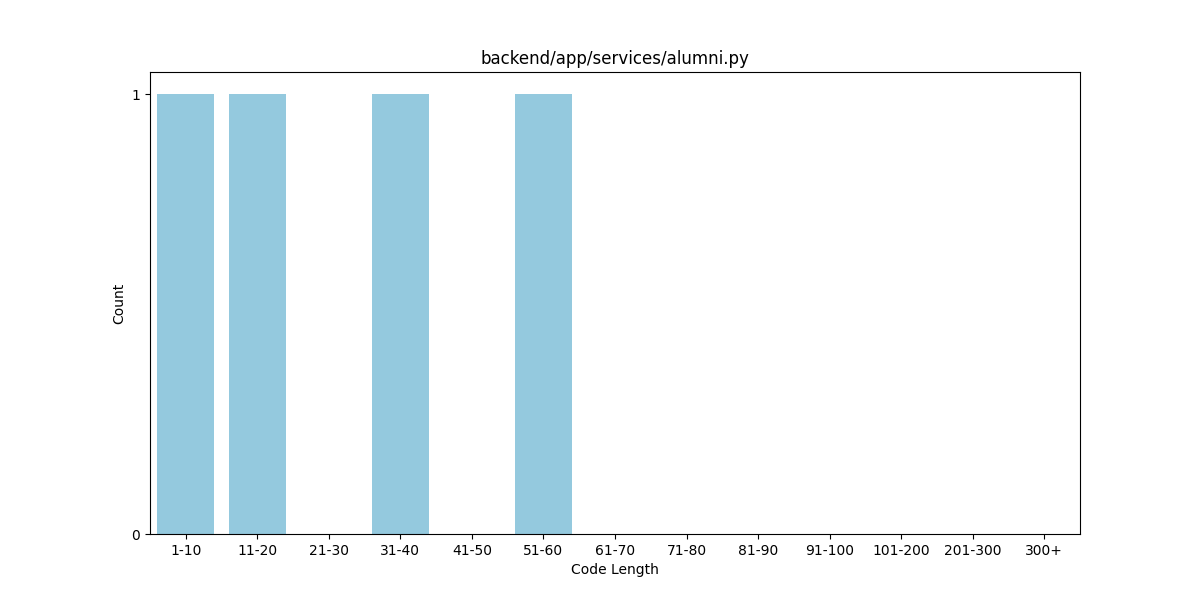 backend/app/services/alumni.py
1
Count
0
1-10 11-20 21-30 31-40 41-50 51-60 61-70 71-80 81-90 91-100 101-200 201-300 300+
Code Length